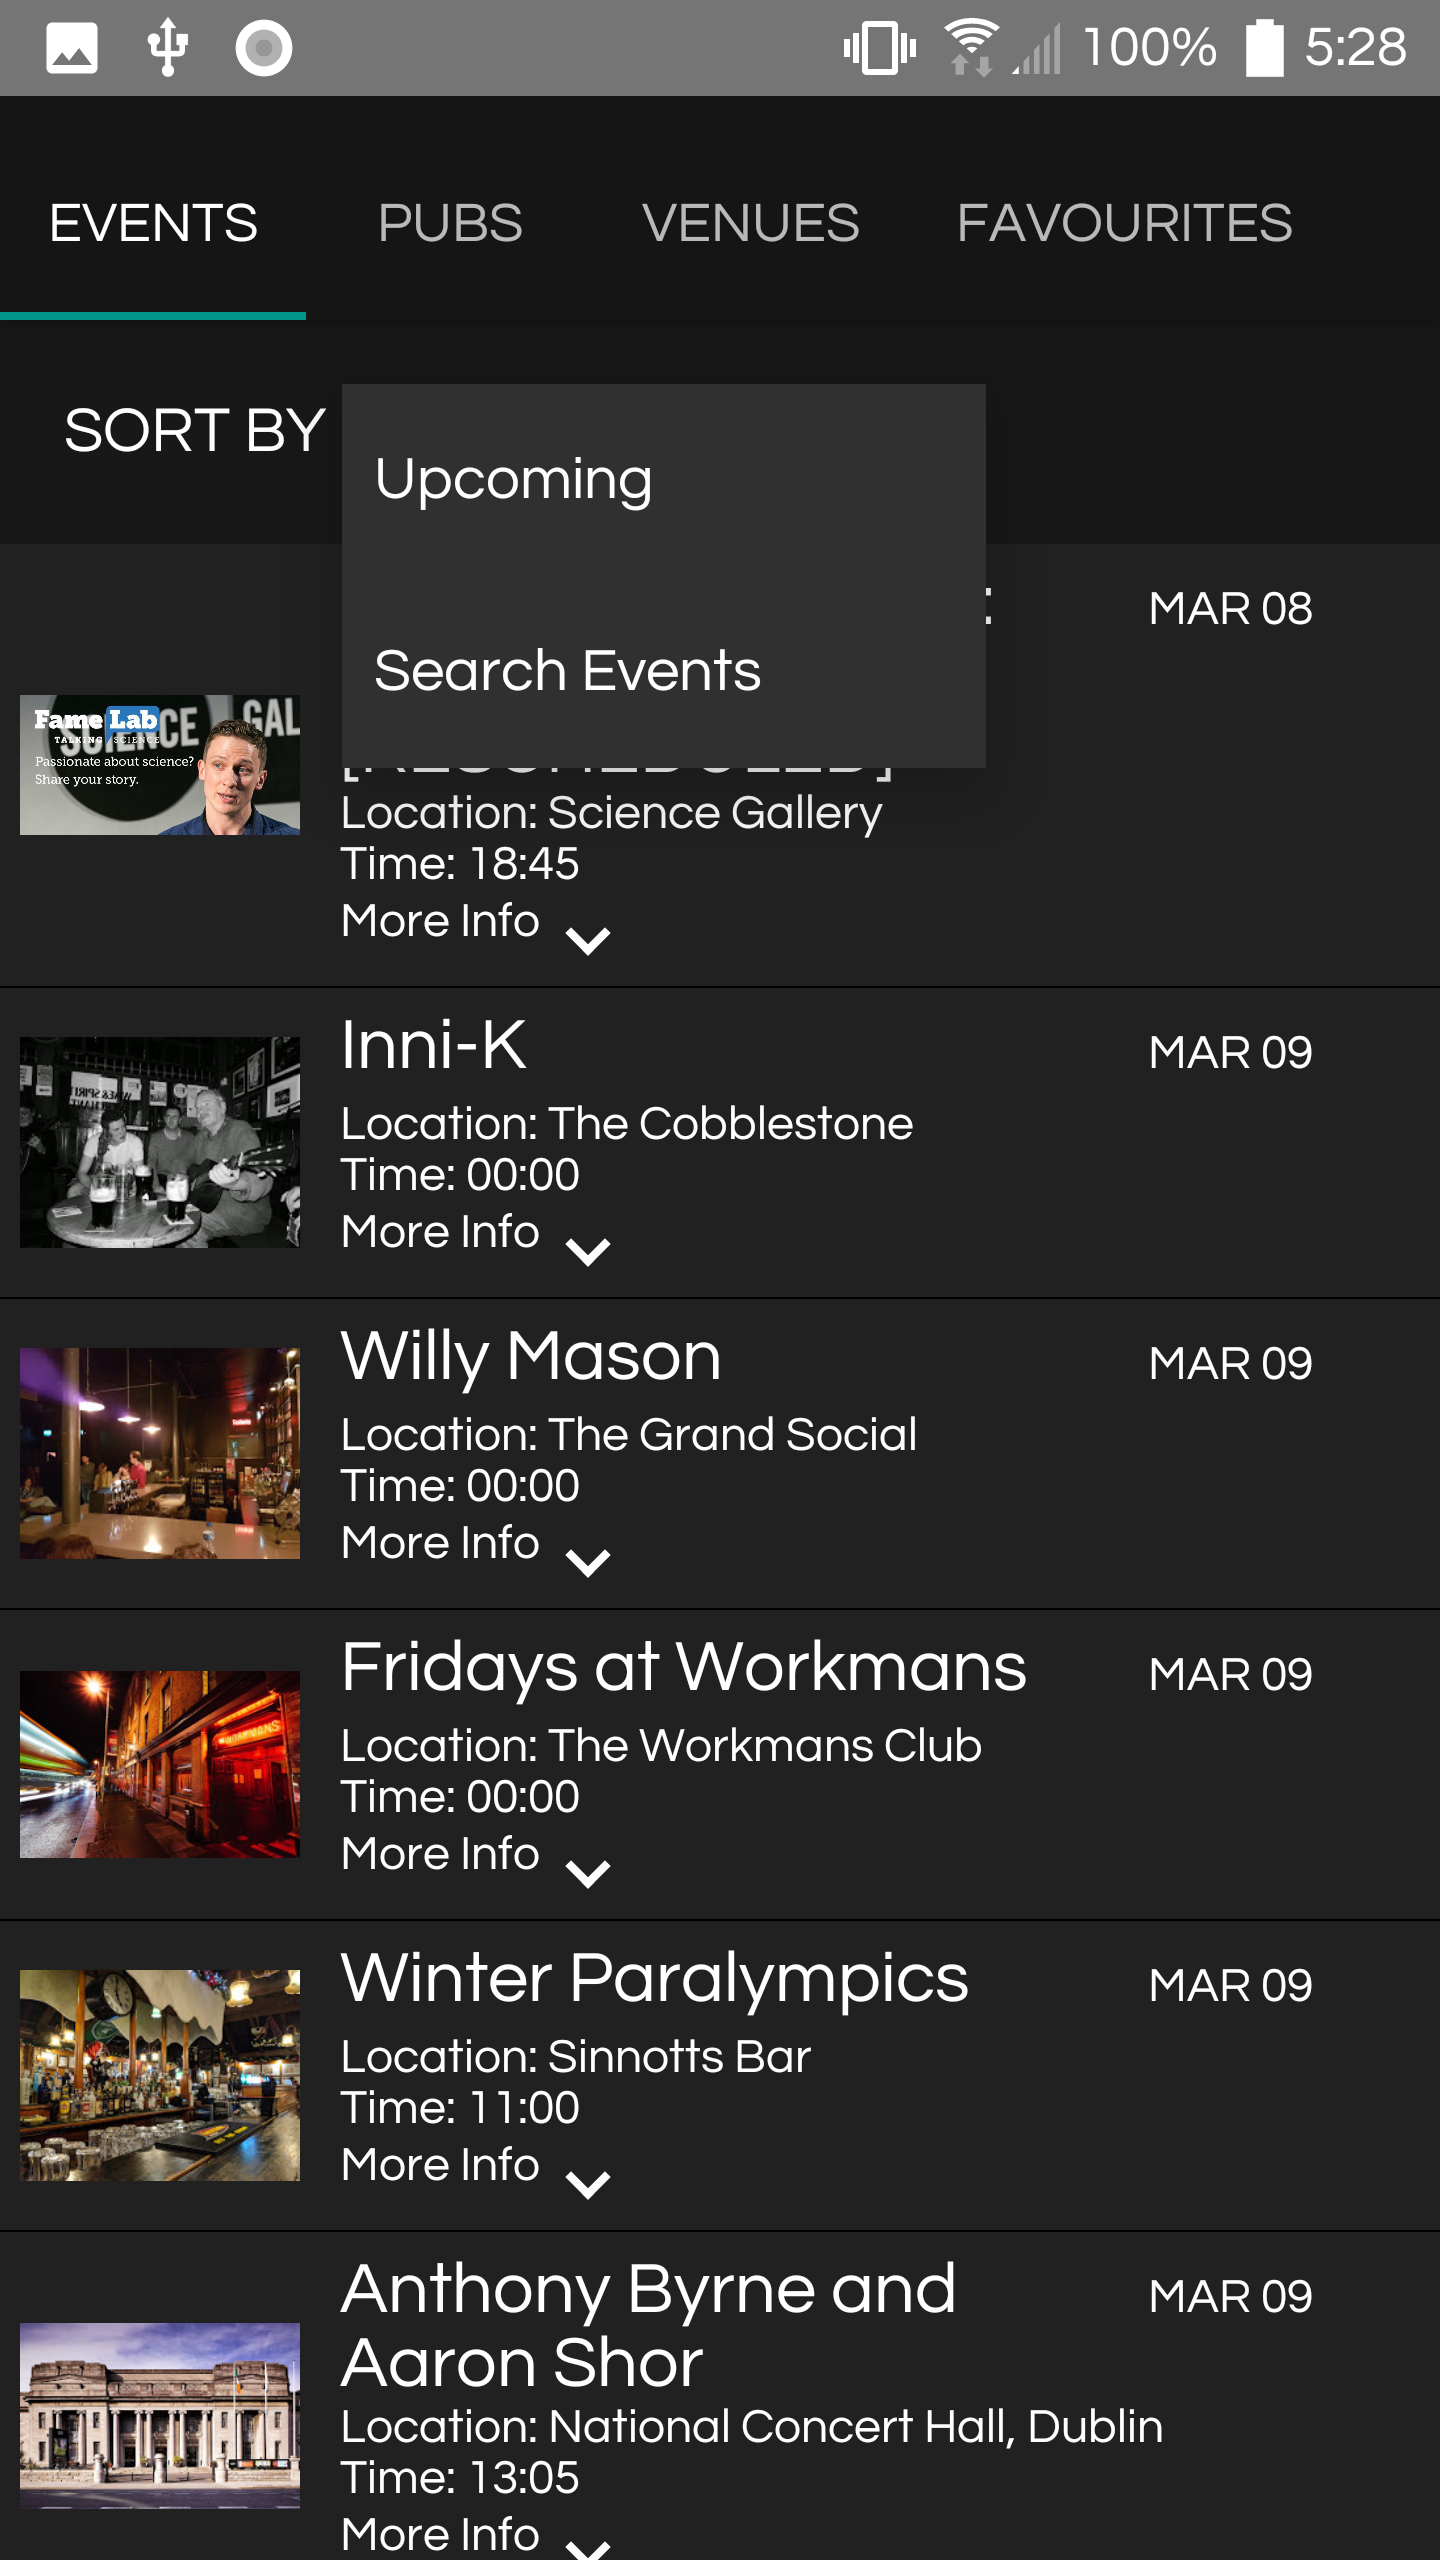 100% 5:28
EVENTS PUBS VENUES FAVOURITES
SORT BY
Upcoming
Search Events
MAR 08
Fame Lab
TALKING SCIENCE
SCIENCE GAL
Passionate about science?
Share your story.
[RESCHEDULED]
Location: Science Gallery
Time: 18:45
More Info
Inni-K
MAR 09
Location: The Cobblestone
Time: 00:00
More Info
Willy Mason
MAR 09
Location: The Grand Social
Time: 00:00
More Info
Fridays at Workmans
MAR 09
WORKMANS
Location: The Workmans Club
Time: 00:00
More Info
Winter Paralympics
MAR 09
Location: Sinnotts Bar
Time: 11:00
More Info
Anthony Byrne and
MAR 09
Aaron Shor
Location: National Concert Hall, Dublin
Time: 13:05
More Info